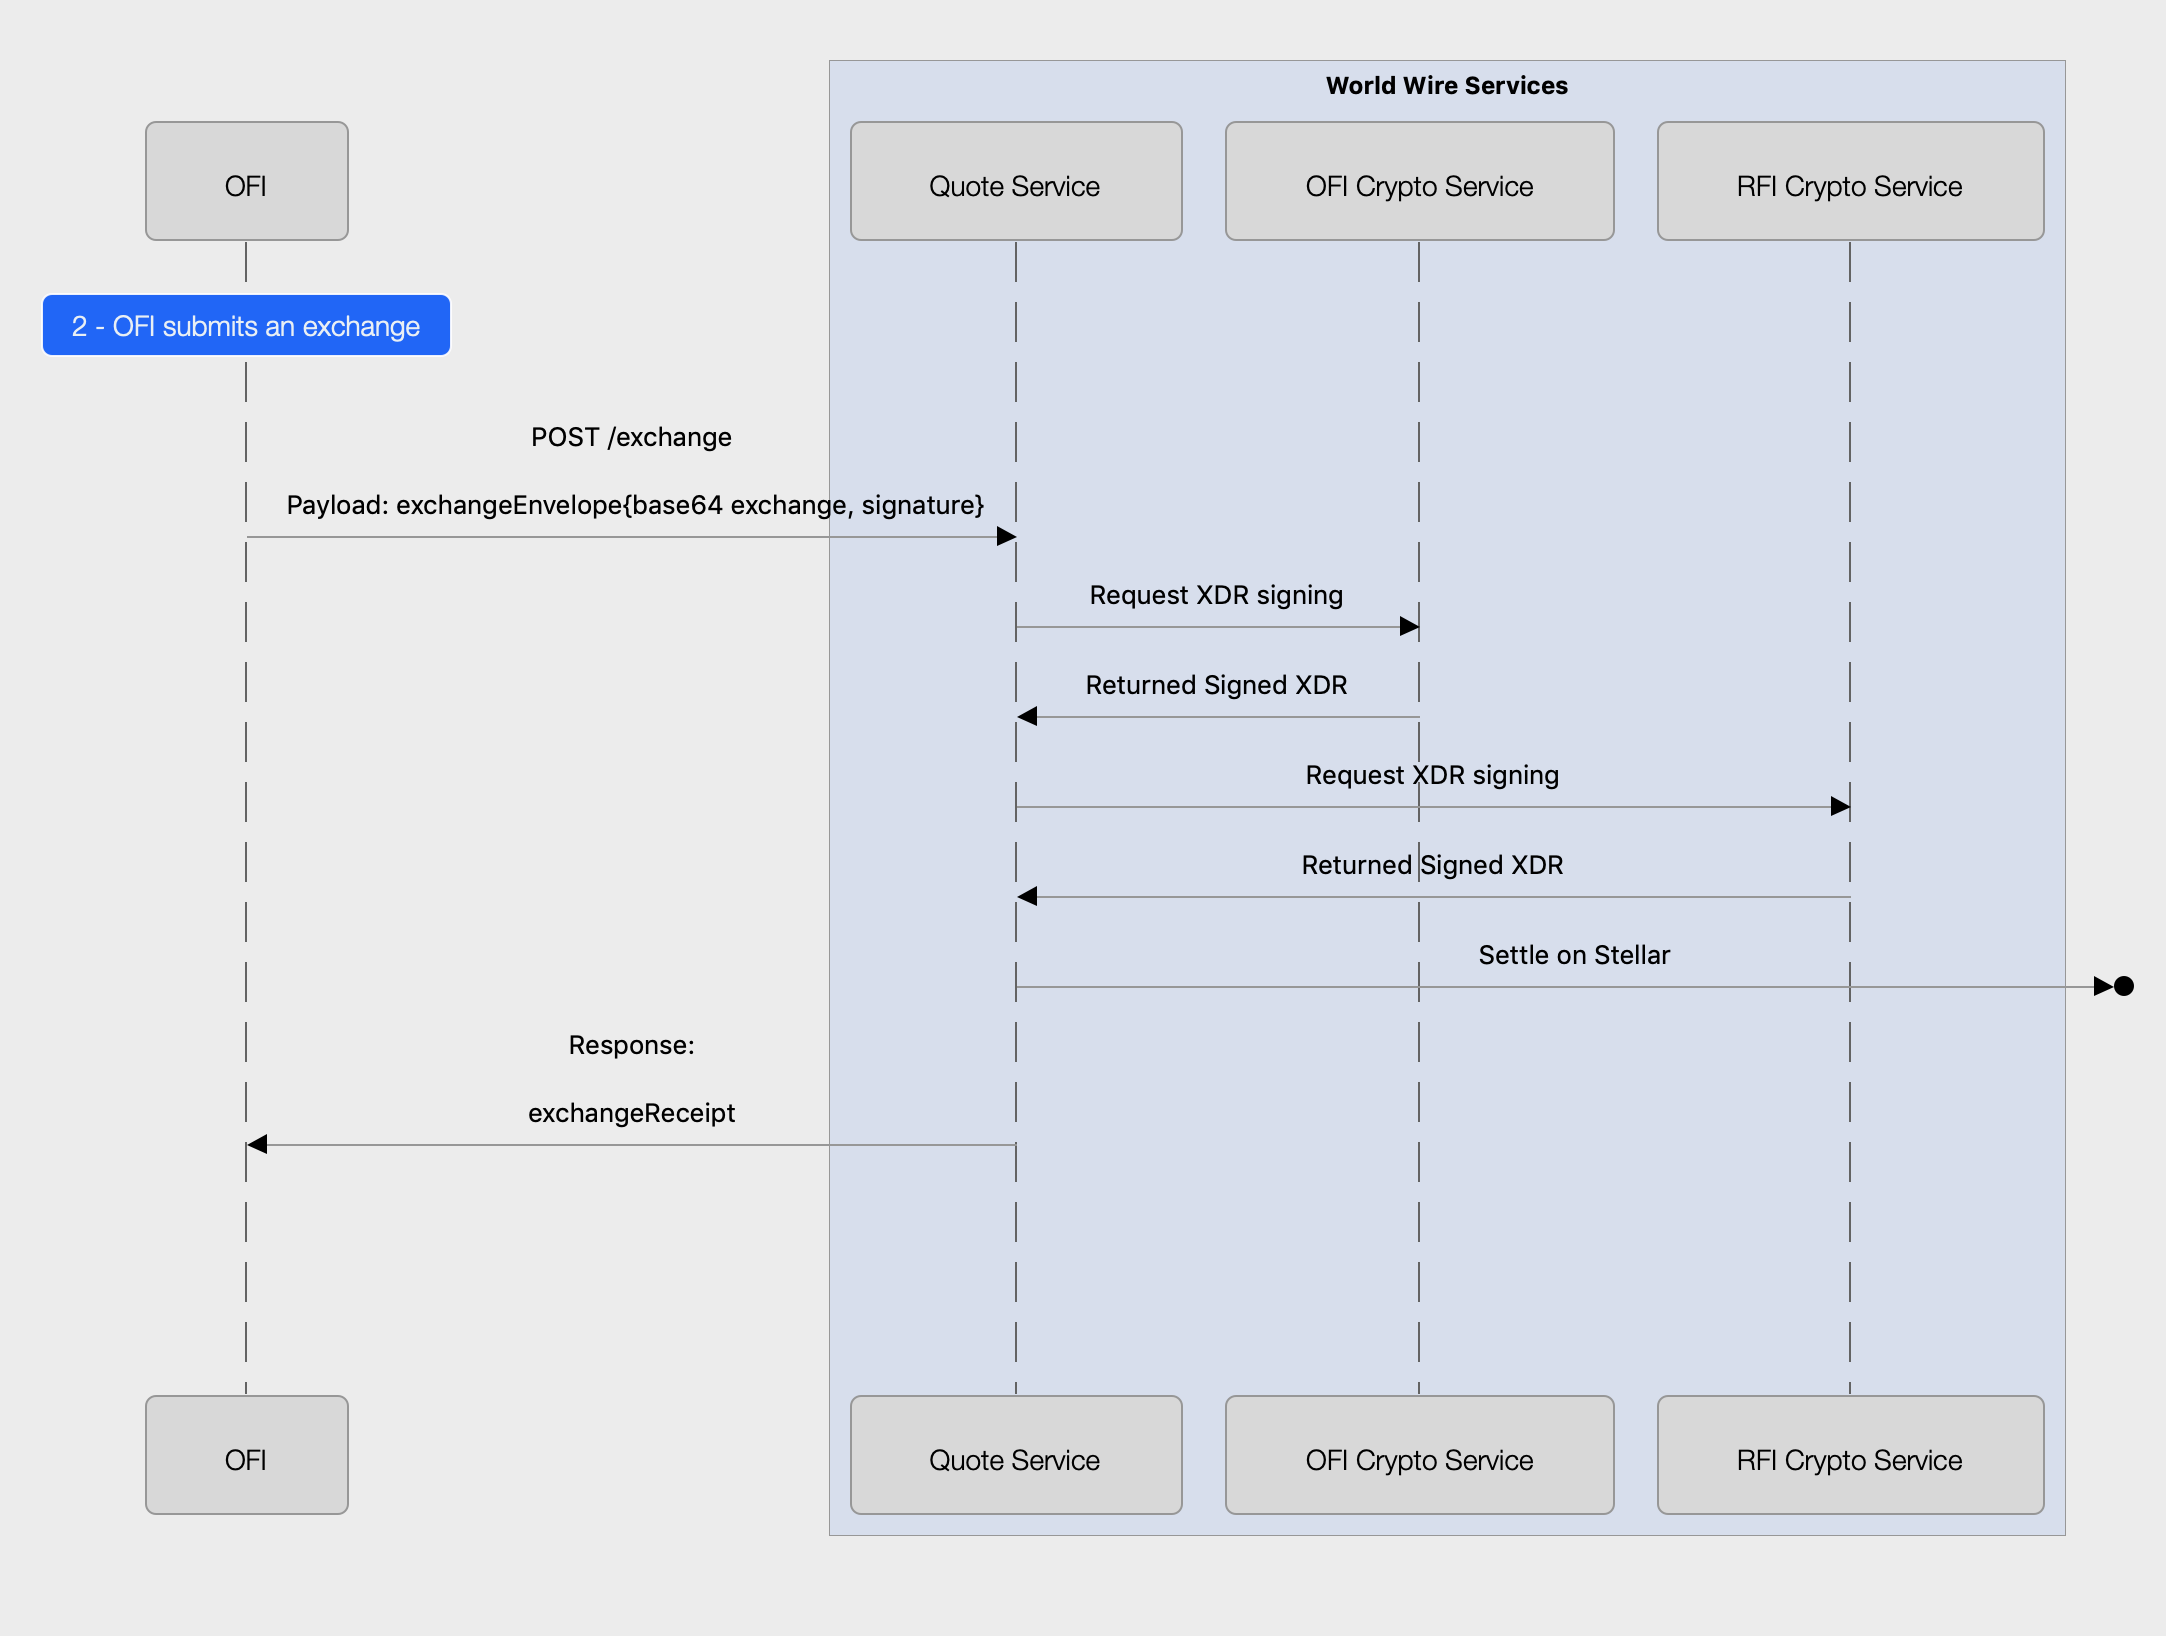 World Wire Services
OFI
Quote Service
OFI Crypto Service
RFI Crypto Service
2 - OFI submits an exchange
POST /exchange
Payload: exchangeEnvelope{base64 exchange, signature}
Request XDR signing
Returned Signed XDR
Request XDR signing
Returned Signed XDR
Settle on Stellar
Response:
exchangeReceipt
OFI
Quote Service
OFI Crypto Service
RFI Crypto Service